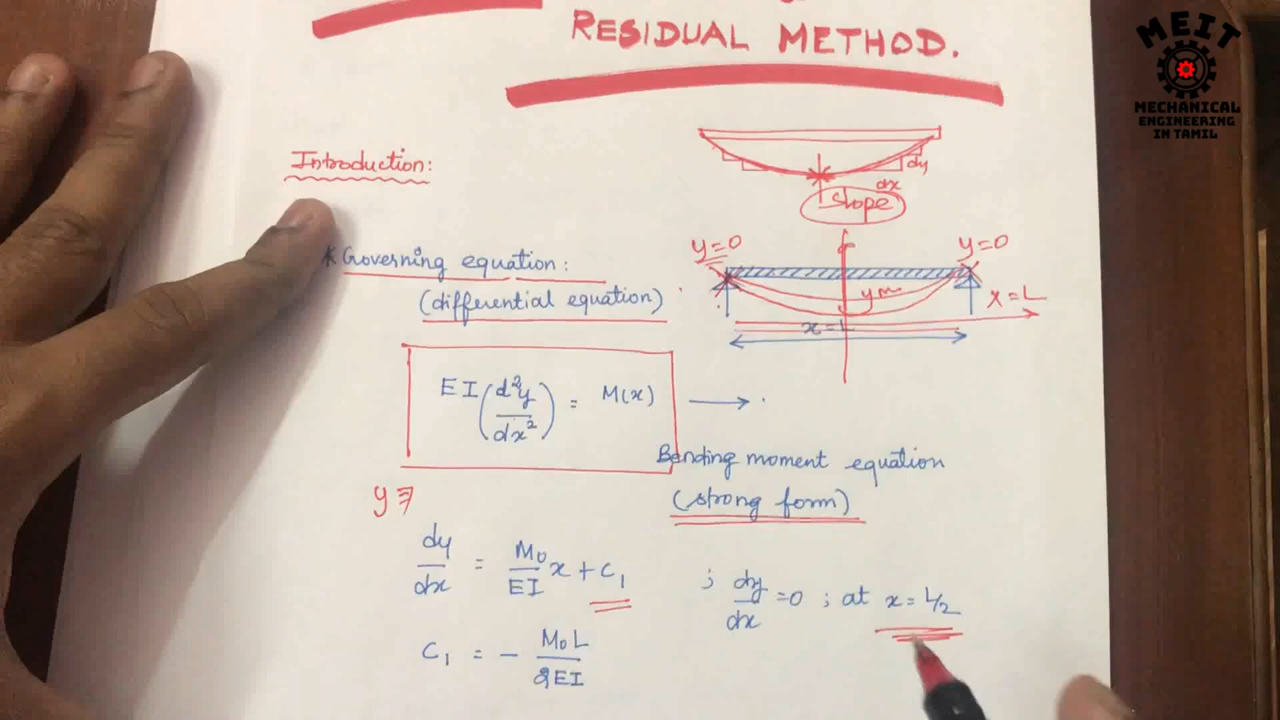 RESIDUAL METHOD.
MEIT
MECHANICAL
ENGINEERING
IN TAMIL
Introduction:
dy
dx
slope
* Governing equation:
(differential equation)
y=0
y=0
ym
x=L
x=L
EI(d²y/dx²) = M(x)
Bending moment equation
(strong form)
y =
dy/dx = M₀/EI x + C₁ ; dy/dx =0 ; at x=L/2
C₁ = - M₀L/2EI